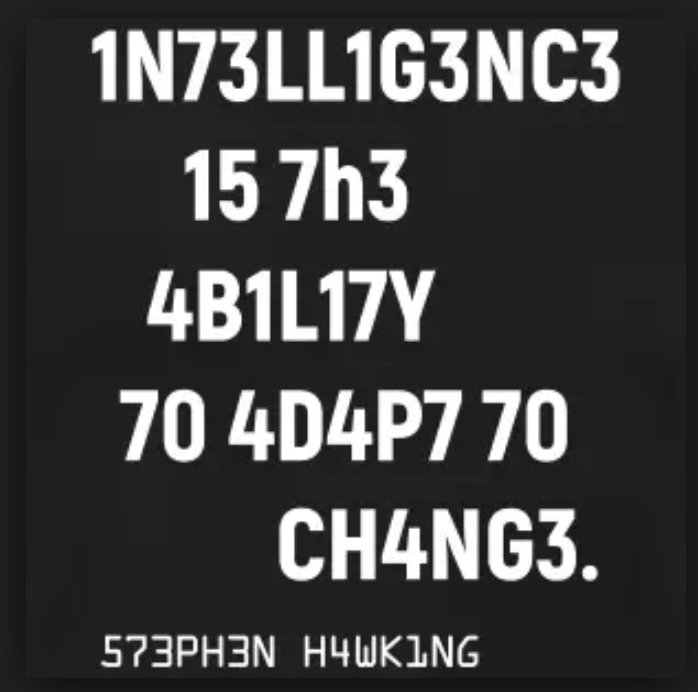 1N73LL1G3NC3
15 7h3
4B1L17Y
70 4D4P7 70
CH4NG3.
573PH3N H4WK1NG